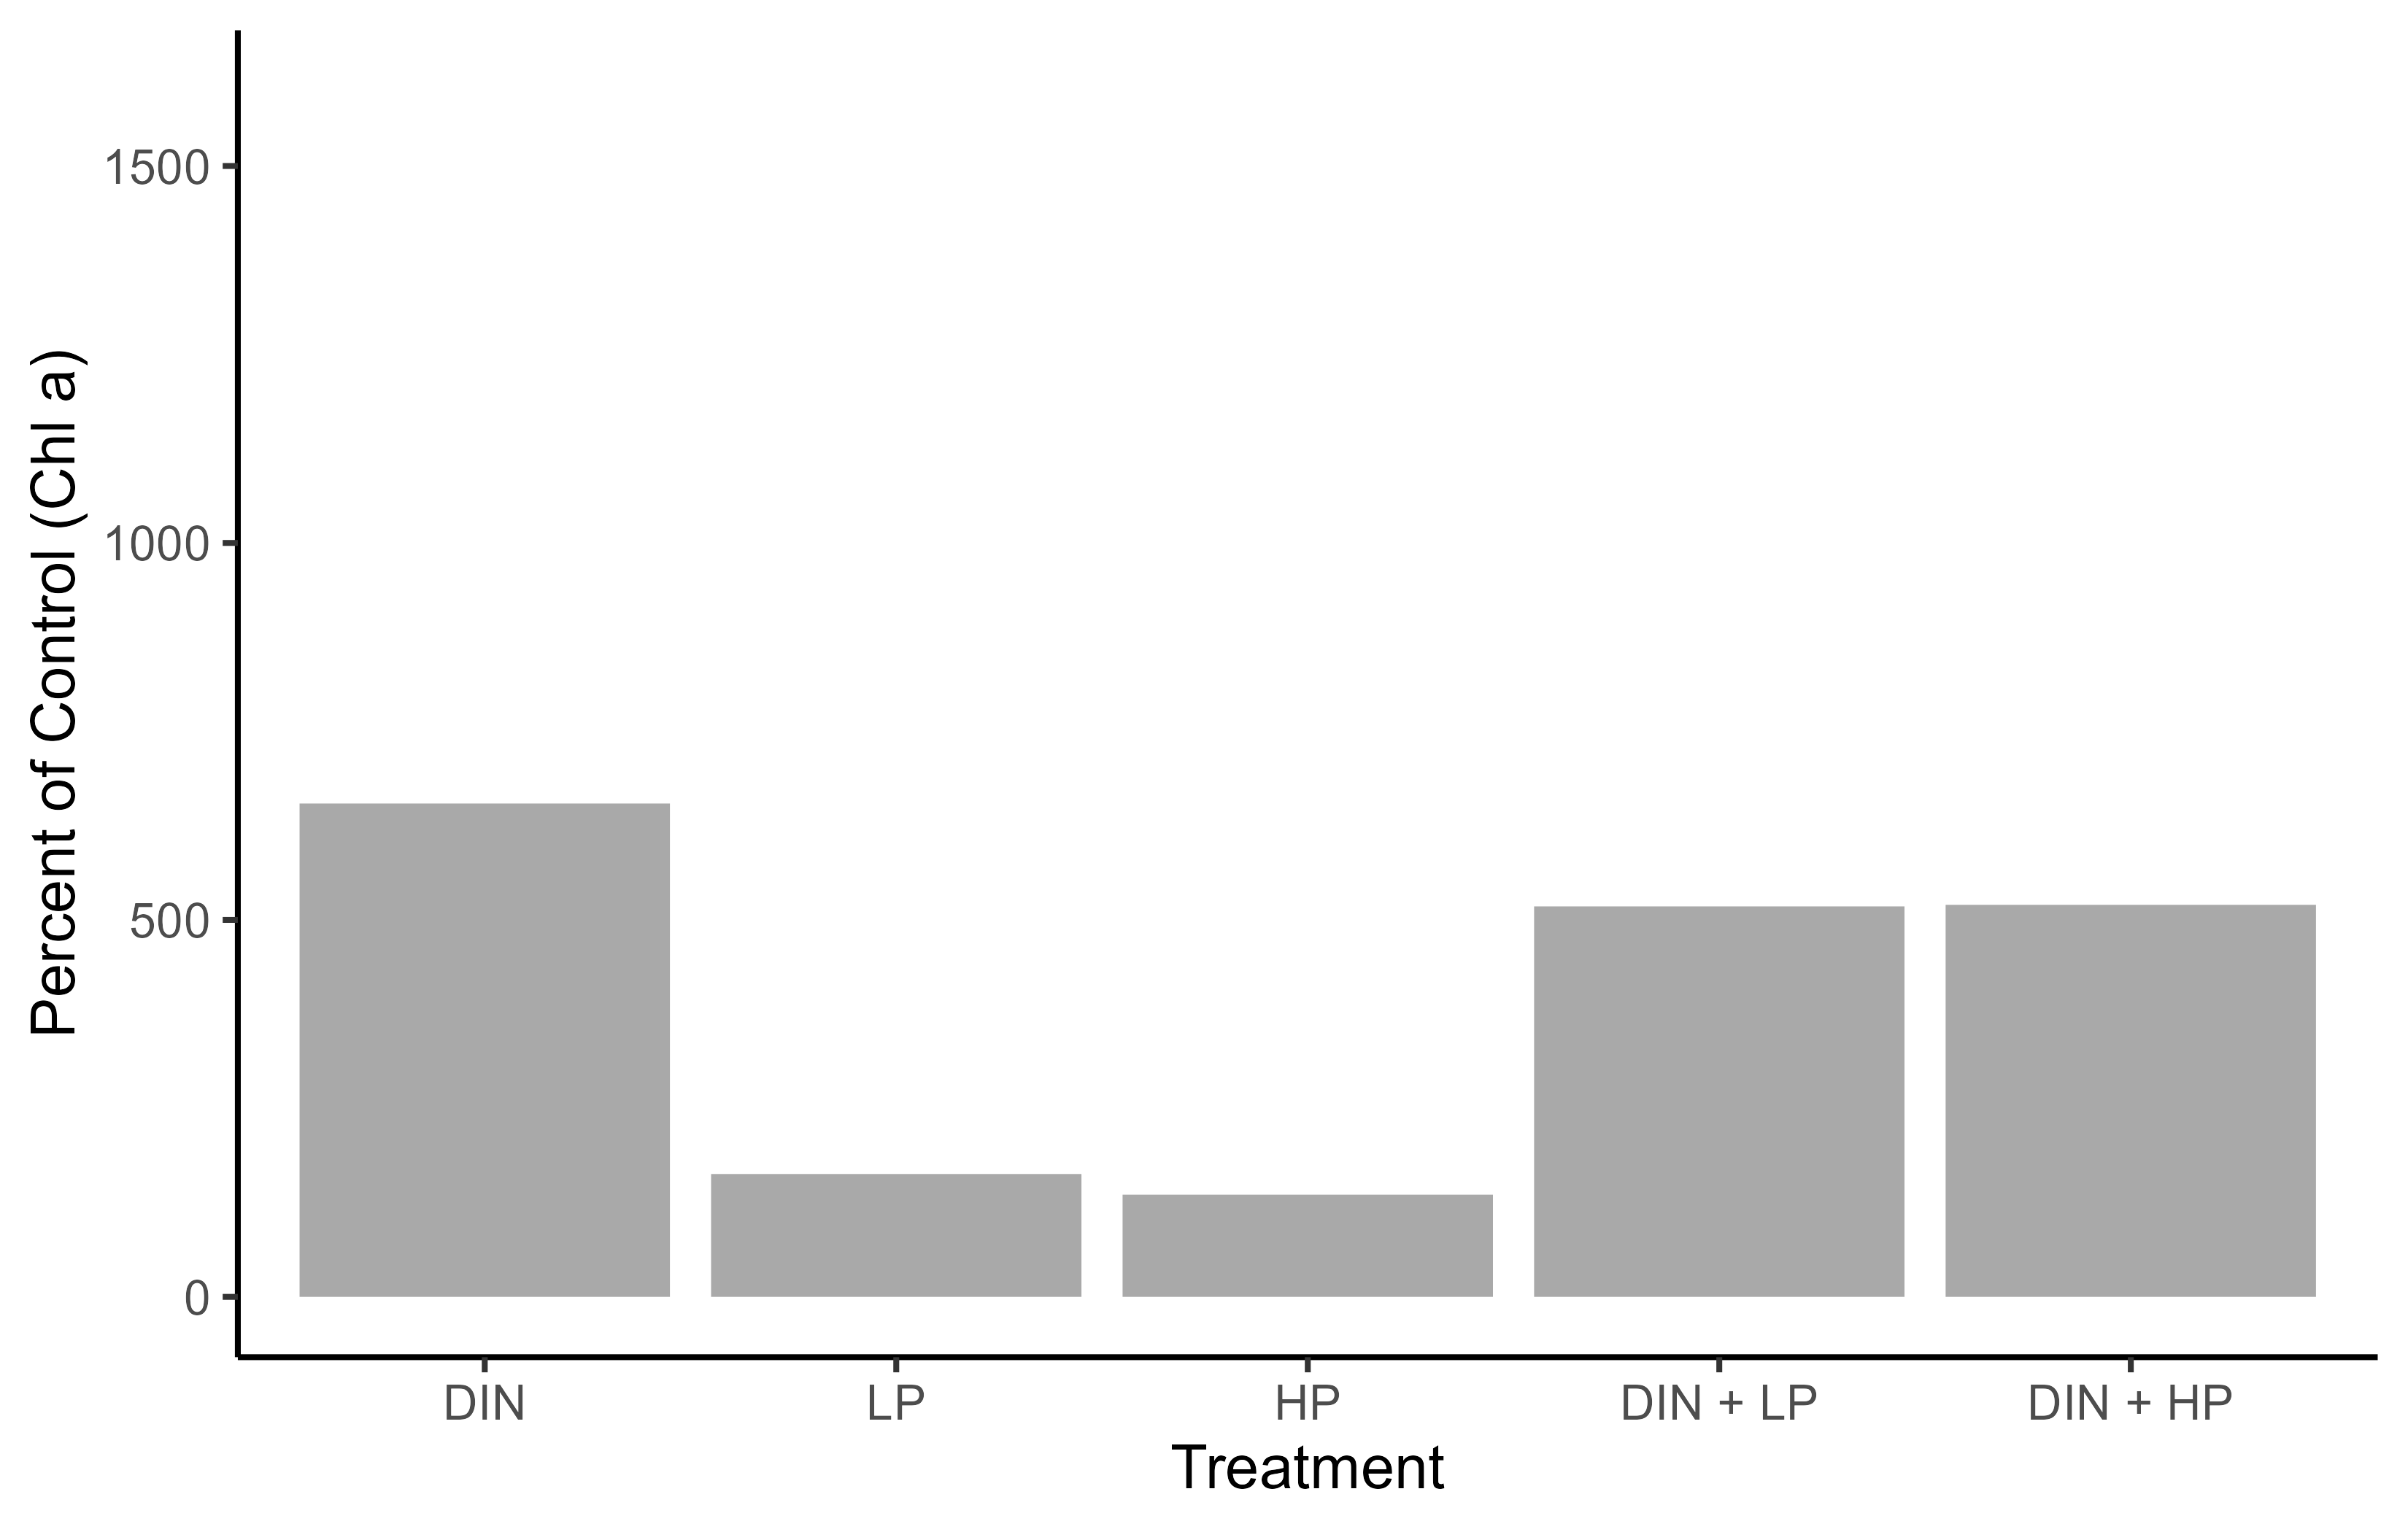 Percent of Control (Chl a)
1500
1000
500
0
DIN
LP
HP
DIN + LP
DIN + HP
Treatment